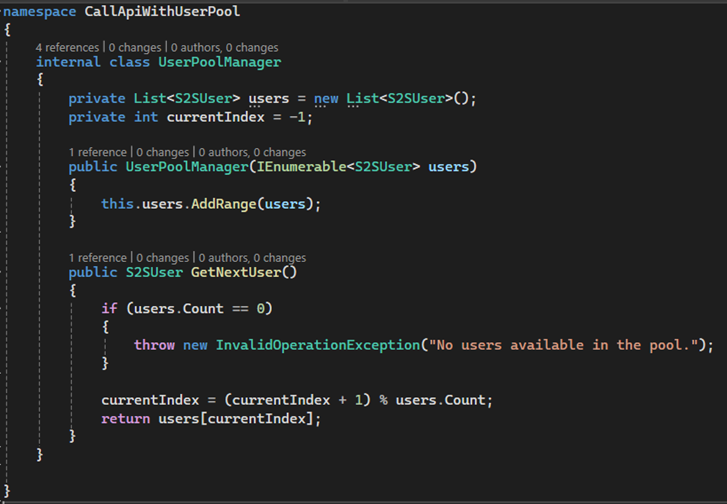 namespace CallApiWithUserPool
{
4 references | 0 changes | 0 authors, 0 changes
internal class UserPoolManager
{
private List<S2SUser> users = new List<S2SUser>();
private int currentIndex = -1;
1 reference | 0 changes | 0 authors, 0 changes
public UserPoolManager(IEnumerable<S2SUser> users)
{
this.users.AddRange(users);
}
1 reference | 0 changes | 0 authors, 0 changes
public S2SUser GetNextUser()
{
if (users.Count == 0)
{
throw new InvalidOperationException("No users available in the pool.");
}
currentIndex = (currentIndex + 1) % users.Count;
return users[currentIndex];
}
}
}